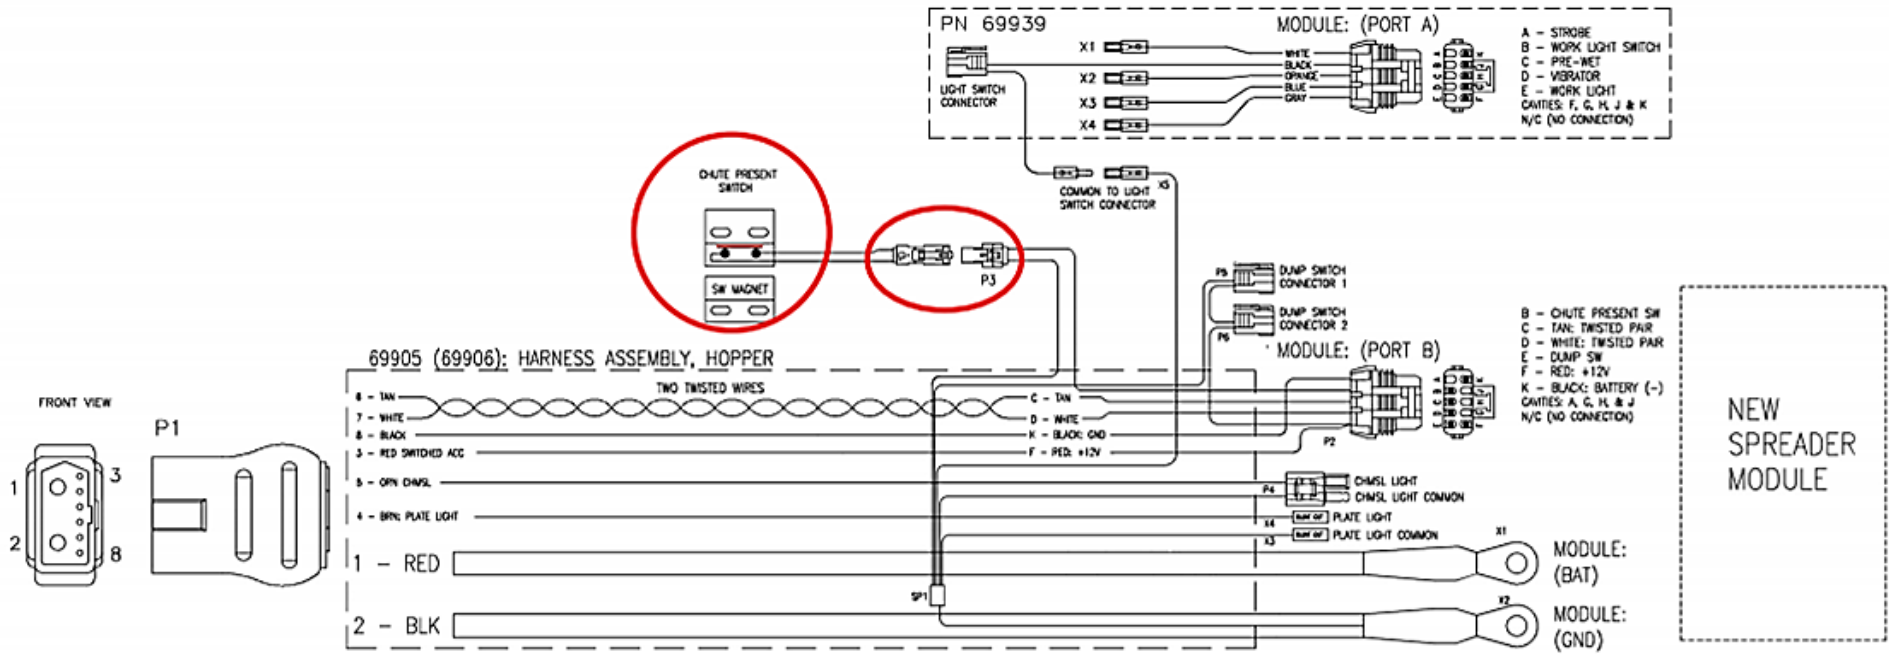 PN 69939
MODULE: (PORT A)
A - STROBE
B - WORK LIGHT SWITCH
C - PRE-WET
D - VIBRATOR
E - WORK LIGHT
CAVITIES: F, G, H, J & K
N/C (NO CONNECTION)
X1
X2
X3
X4
WHITE
BLACK
ORANGE
BLUE
GRAY
LIGHT SWITCH
CONNECTOR
CHUTE PRESENT
SWITCH
SW MAGNET
COMMON TO LIGHT
SWITCH CONNECTOR
X5
P3
P5
DUMP SWITCH
CONNECTOR 1
DUMP SWITCH
CONNECTOR 2
P6
MODULE: (PORT B)
B - CHUTE PRESENT SW
C - TAN: TWISTED PAIR
D - WHITE: TWISTED PAIR
E - DUMP SW
F - RED: +12V
K - BLACK: BATTERY (-)
CAVITIES: A, G, H, & J
N/C (NO CONNECTION)
P2
NEW
SPREADER
MODULE
69905 (69906): HARNESS ASSEMBLY, HOPPER
TWO TWISTED WIRES
6 - TAN
7 - WHITE
8 - BLACK
3 - RED SWITCHED ACC
5 - ORN CHMSL
4 - BRN: PLATE LIGHT
1 - RED
2 - BLK
C - TAN
D - WHITE
K - BLACK: GND
F - RED: +12V
P4
CHMSL LIGHT
CHMSL LIGHT COMMON
X4
PLATE LIGHT
X3
PLATE LIGHT COMMON
SP1
X1
MODULE:
(BAT)
X2
MODULE:
(GND)
FRONT VIEW
P1
1
2
3
8